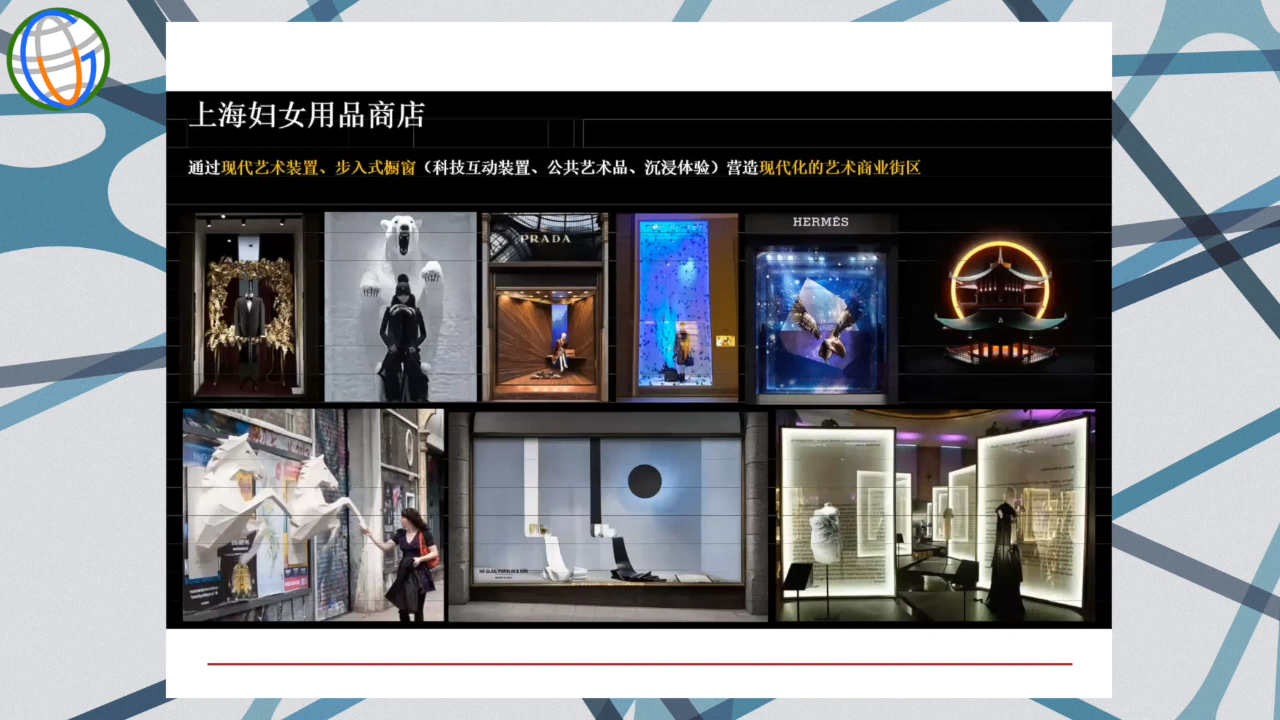 上海妇女用品商店
通过现代艺术装置、步入式橱窗（科技互动装置、公共艺术品、沉浸体验）营造现代化的艺术商业街区
PRADA
HERMÈS